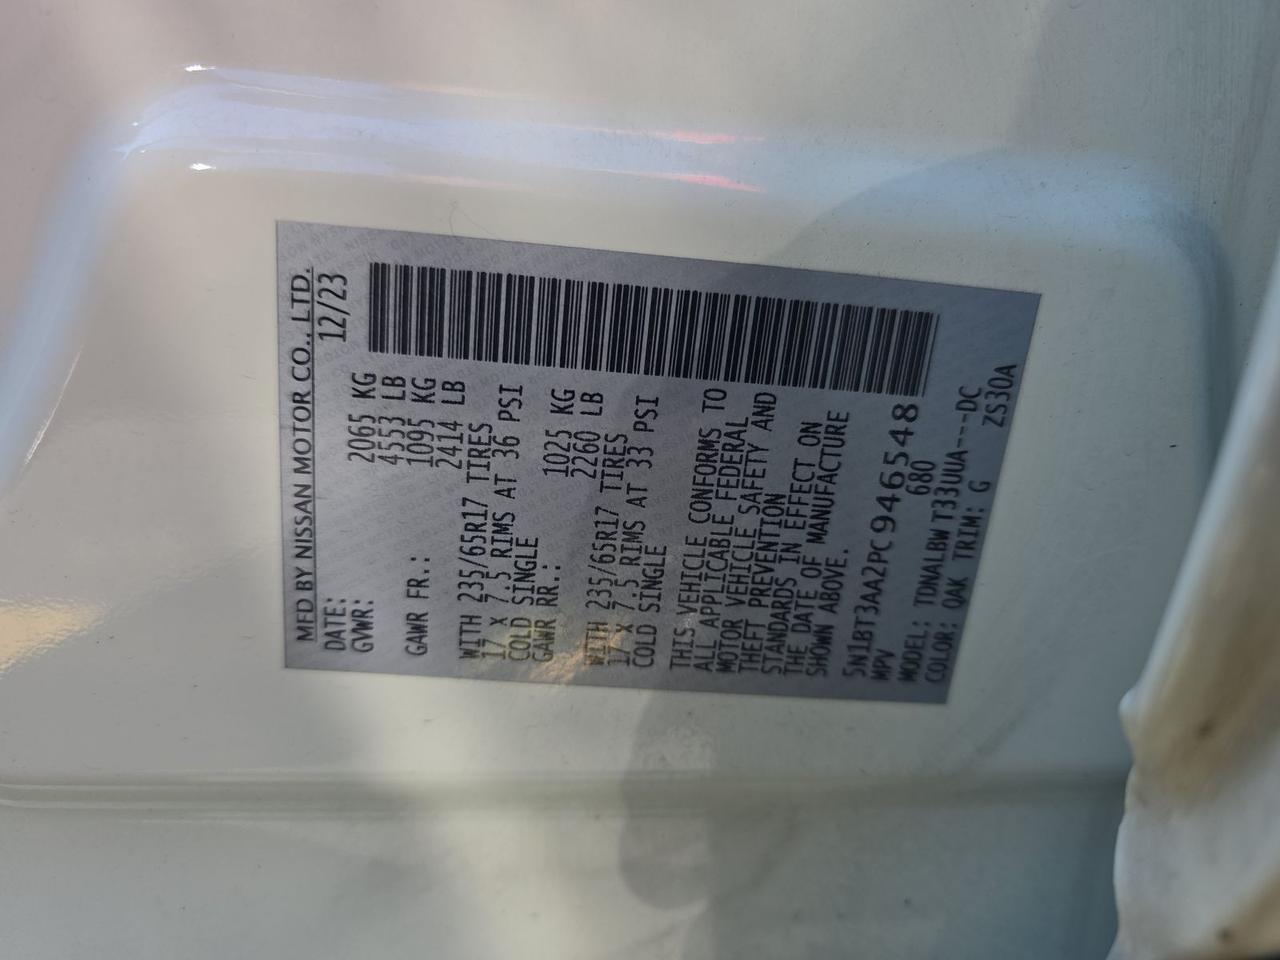 MFD BY NISSAN MOTOR CO., LTD.
DATE: 12/23
GVWR: 2065 KG
4553 LB
GAWR FR.: 1095 KG
2414 LB
WITH 235/65R17 TIRES
17 X 7.5 RIMS AT 36 PSI
COLD SINGLE
GAWR RR.: 1025 KG
2260 LB
WITH 235/65R17 TIRES
17 X 7.5 RIMS AT 33 PSI
COLD SINGLE
THIS VEHICLE CONFORMS TO
ALL APPLICABLE FEDERAL
MOTOR VEHICLE SAFETY AND
THEFT PREVENTION
STANDARDS IN EFFECT ON
THE DATE OF MANUFACTURE
SHOWN ABOVE.
5N1BT3AA2PC946548
MPV 680
MODEL: TDNALBW T33UUA---DC
COLOR: QAK TRIM: G ZS30A